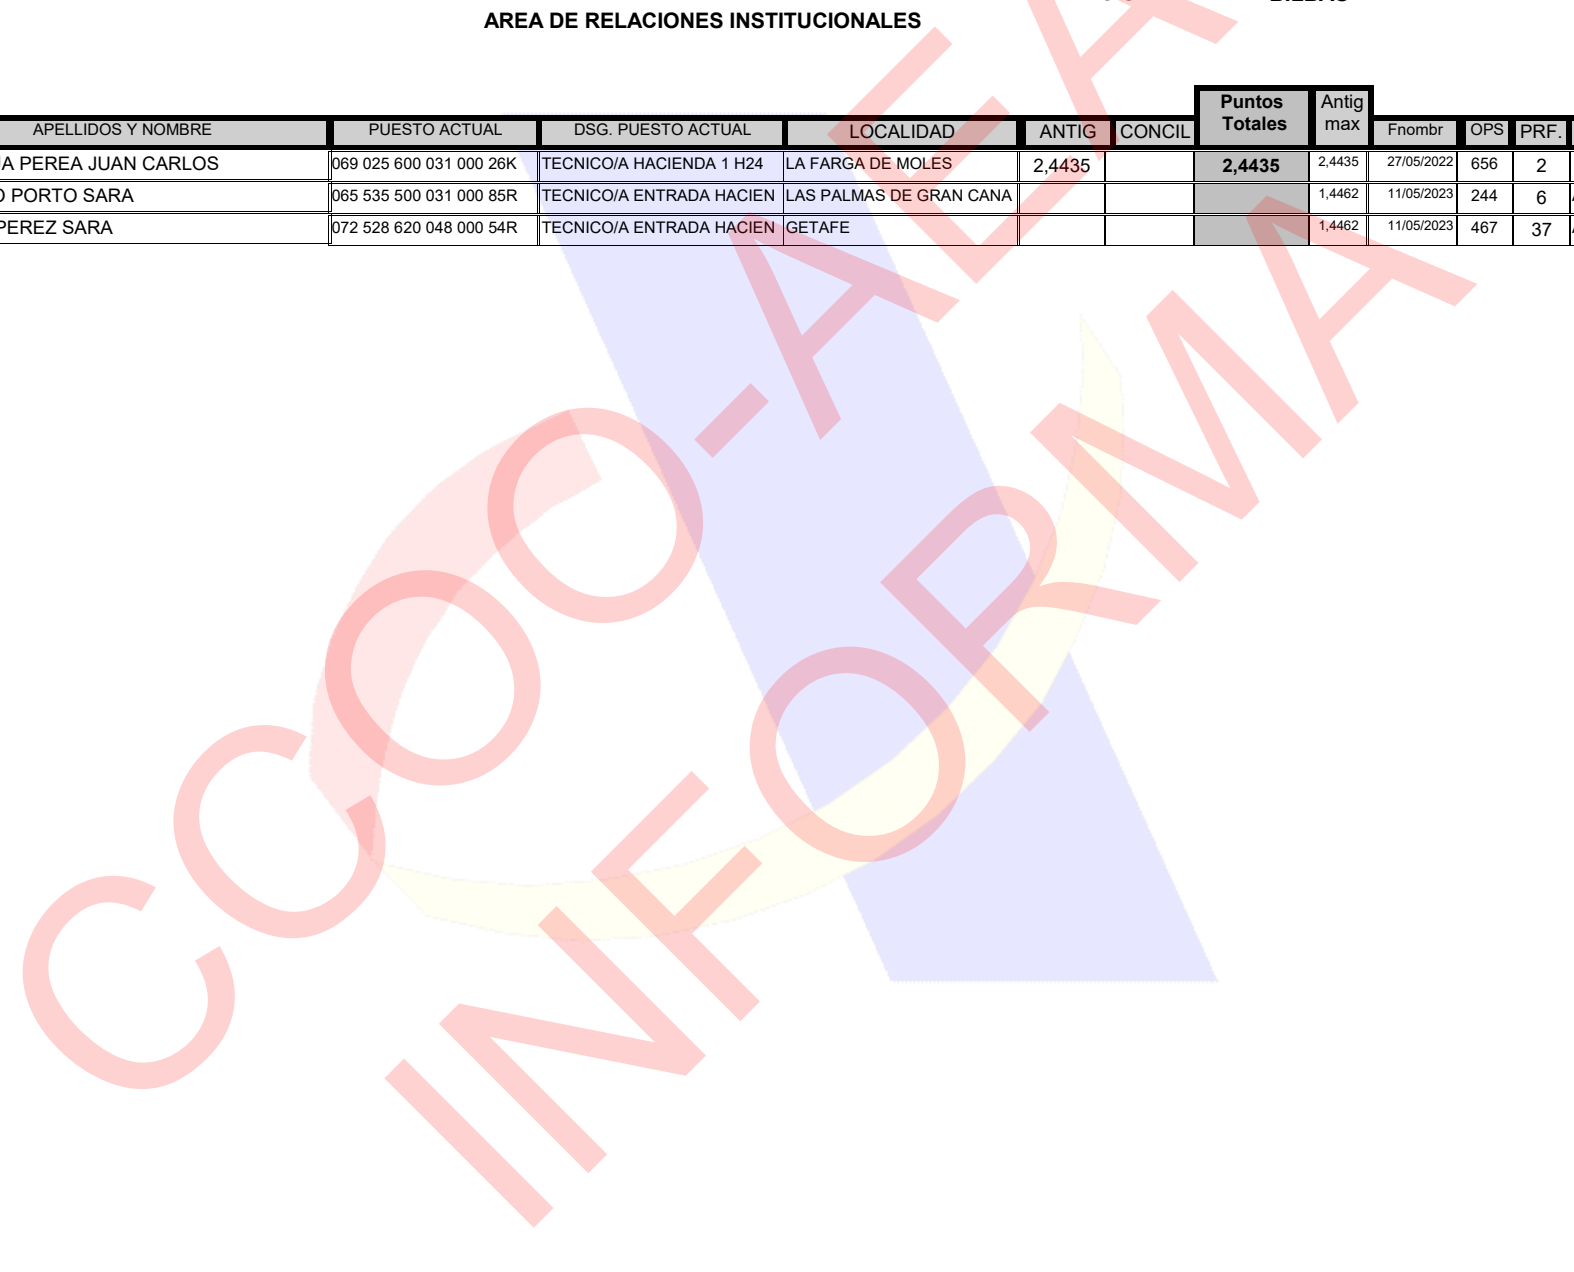 AREA DE RELACIONES INSTITUCIONALES
Puntos Totales Antig max
APELLIDOS Y NOMBRE PUESTO ACTUAL DSG. PUESTO ACTUAL LOCALIDAD ANTIG CONCIL Fnombr OPS PRF.
PEREA JUAN CARLOS 069 025 600 031 000 26K TECNICO/A HACIENDA 1 H24 LA FARGA DE MOLES 2,4435 2,4435 2,4435 27/05/2022 656 2
PORTO SARA 065 535 500 031 000 85R TECNICO/A ENTRADA HACIEN LAS PALMAS DE GRAN CANA 1,4462 11/05/2023 244 6
PEREZ SARA 072 528 620 048 000 54R TECNICO/A ENTRADA HACIEN GETAFE 1,4462 11/05/2023 467 37
CCOO-AEA
INFORMA